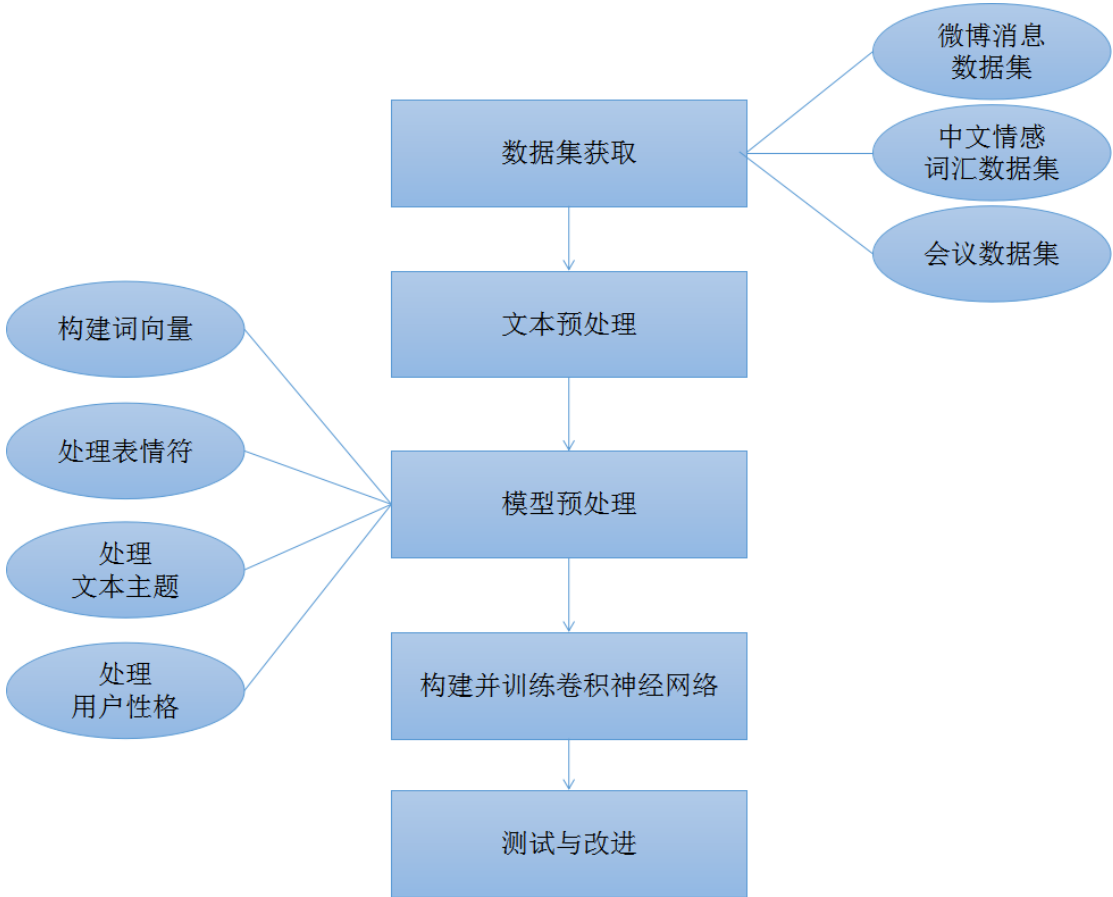 微博消息
数据集
数据集获取
中文情感
词汇数据集
会议数据集
文本预处理
构建词向量
处理表情符
模型预处理
处理
文本主题
处理
用户性格
构建并训练卷积神经网络
测试与改进